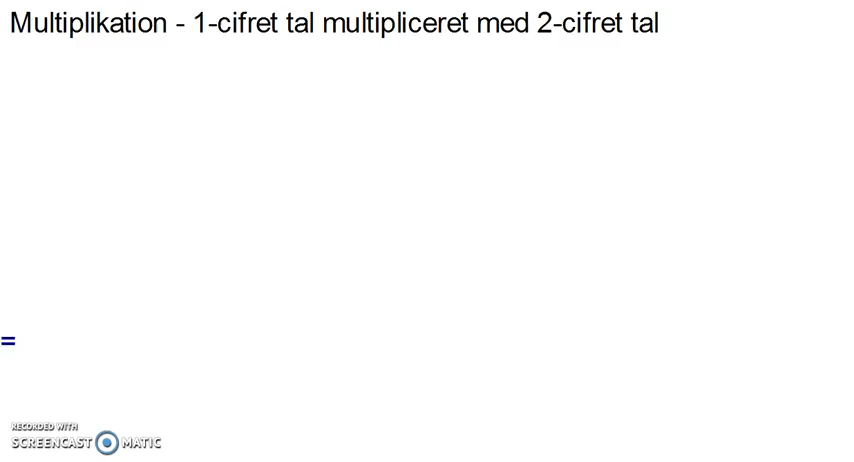 Multiplikation - 1-cifret tal multipliceret med 2-cifret tal
=
RECORDED WITH
SCREENCAST MATIC